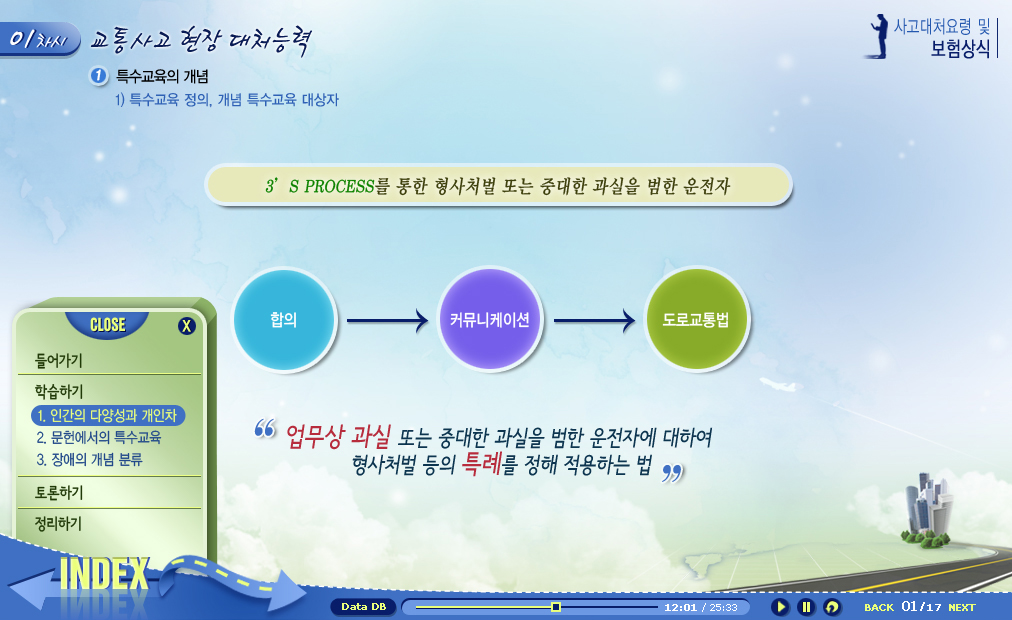 01차시
교통사고 현장 대처능력
사고대처요령 및
보험상식
1 특수교육의 개념
1) 특수교육 정의, 개념 특수교육 대상자
3’S PROCESS를 통한 형사처벌 또는 중대한 과실을 범한 운전자
합의
커뮤니케이션
도로교통법
“업무상 과실 또는 중대한 과실을 범한 운전자에 대하여
형사처벌 등의 특례를 정해 적용하는 법”
CLOSE X
들어가기
학습하기
1. 인간의 다양성과 개인차
2. 문헌에서의 특수교육
3. 장애의 개념 분류
토론하기
정리하기
INDEX
Data DB
12:01 / 25:33
BACK 01/17 NEXT